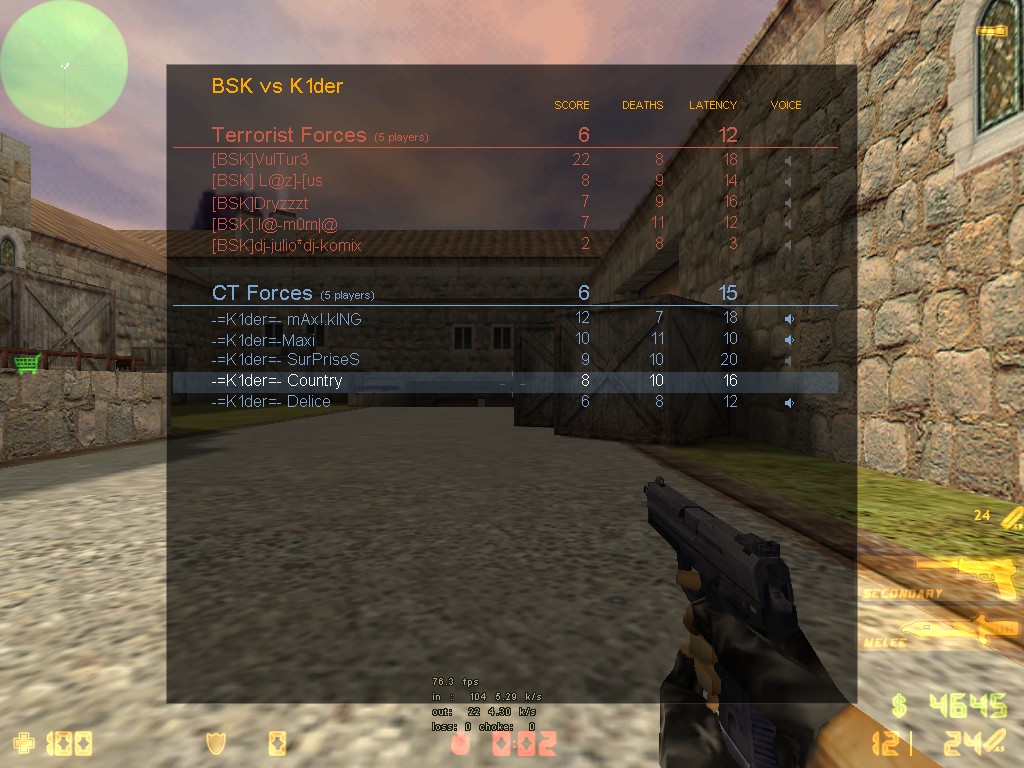 BSK vs K1der
SCORE DEATHS LATENCY VOICE
Terrorist Forces (5 players) 6 12
[BSK]VulTur3 22 8 18
[BSK] L@z]-[us 8 9 14
[BSK]Dryzzzt 7 9 16
[BSK].l@-m0m|@ 7 11 12
[BSK]dj-julio*dj-komix 2 8 3
CT Forces (5 players) 6 15
-=K1der=- mAxI.kING 12 7 18
-=K1der=-Maxi 10 11 10
-=K1der=- SurPriseS 9 10 20
-=K1der=- Country 8 10 16
-=K1der=- Delice 6 8 12
24
SECONDARY
MELEE
76.3 fps
in : 104 5.29 k/s
out: 22 4.30 k/s
loss: 0 choke: 0
$ 4645
100 0 0:02 12| 24